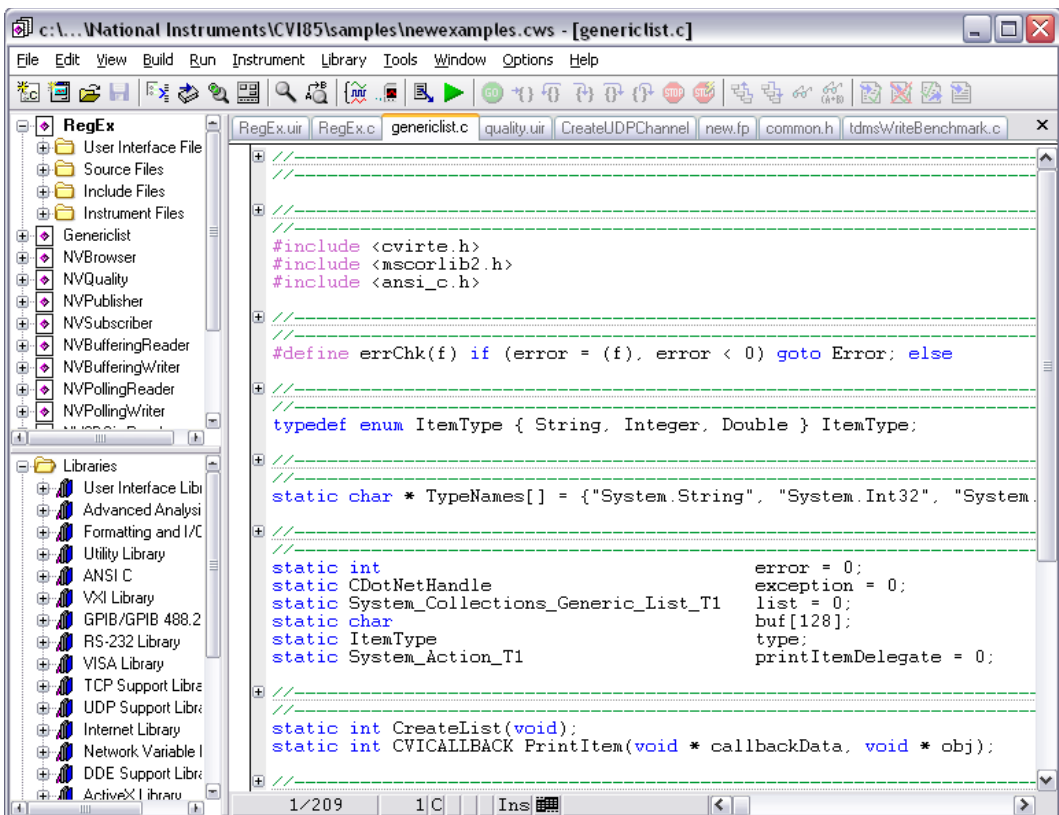 c:\...\National Instruments\CVI85\samples\newexamples.cws - [genericlist.c]
File Edit View Build Run Instrument Library Tools Window Options Help
RegEx
User Interface File
Source Files
Include Files
Instrument Files
Genericlist
NVBrowser
NVQuality
NVPublisher
NVSubscriber
NVBufferingReader
NVBufferingWriter
NVPollingReader
NVPollingWriter
Libraries
User Interface Libr
Advanced Analysi
Formatting and I/O
Utility Library
ANSI C
VXI Library
GPIB/GPIB 488.2
RS-232 Library
VISA Library
TCP Support Libra
UDP Support Libra
Internet Library
Network Variable
DDE Support Libra
ActiveX Library
RegEx.uir RegEx.c genericlist.c quality.uir CreateUDPChannel new.fp common.h tdmsWriteBenchmark.c
//------------------------------------------------------------
//------------------------------------------------------------
//------------------------------------------------------------
//------------------------------------------------------------
#include <cvirte.h>
#include <mscorlib2.h>
#include <ansi_c.h>
//------------------------------------------------------------
//------------------------------------------------------------
#define errChk(f) if (error = (f), error < 0) goto Error; else
//------------------------------------------------------------
//------------------------------------------------------------
typedef enum ItemType { String, Integer, Double } ItemType;
//------------------------------------------------------------
//------------------------------------------------------------
static char * TypeNames[] = {"System.String", "System.Int32", "System.
//------------------------------------------------------------
//------------------------------------------------------------
static int error = 0;
static CDotNetHandle exception = 0;
static System_Collections_Generic_List_T1 list = 0;
static char buf[128];
static ItemType type;
static System_Action_T1 printItemDelegate = 0;
//------------------------------------------------------------
//------------------------------------------------------------
static int CreateList(void);
static int CVICALLBACK PrintItem(void * callbackData, void * obj);
//------------------------------------------------------------
1/209 1 C Ins